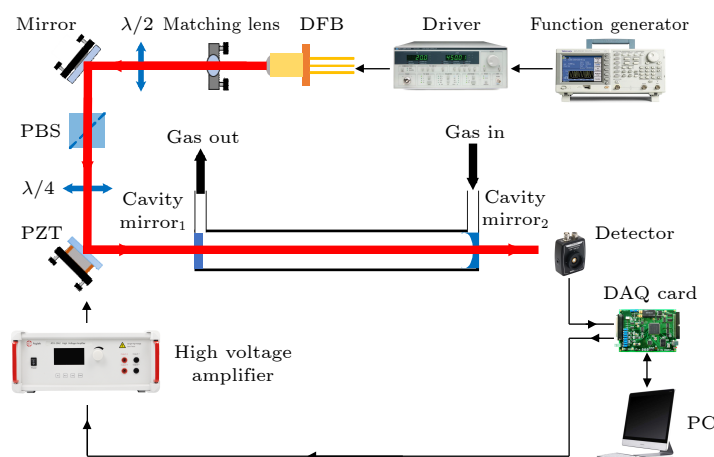 Mirror
λ/2
Matching lens
DFB
Driver
Function generator
PBS
Gas out
Gas in
λ/4
Cavity
mirror₁
Cavity
mirror₂
PZT
Detector
DAQ card
High voltage
amplifier
PC